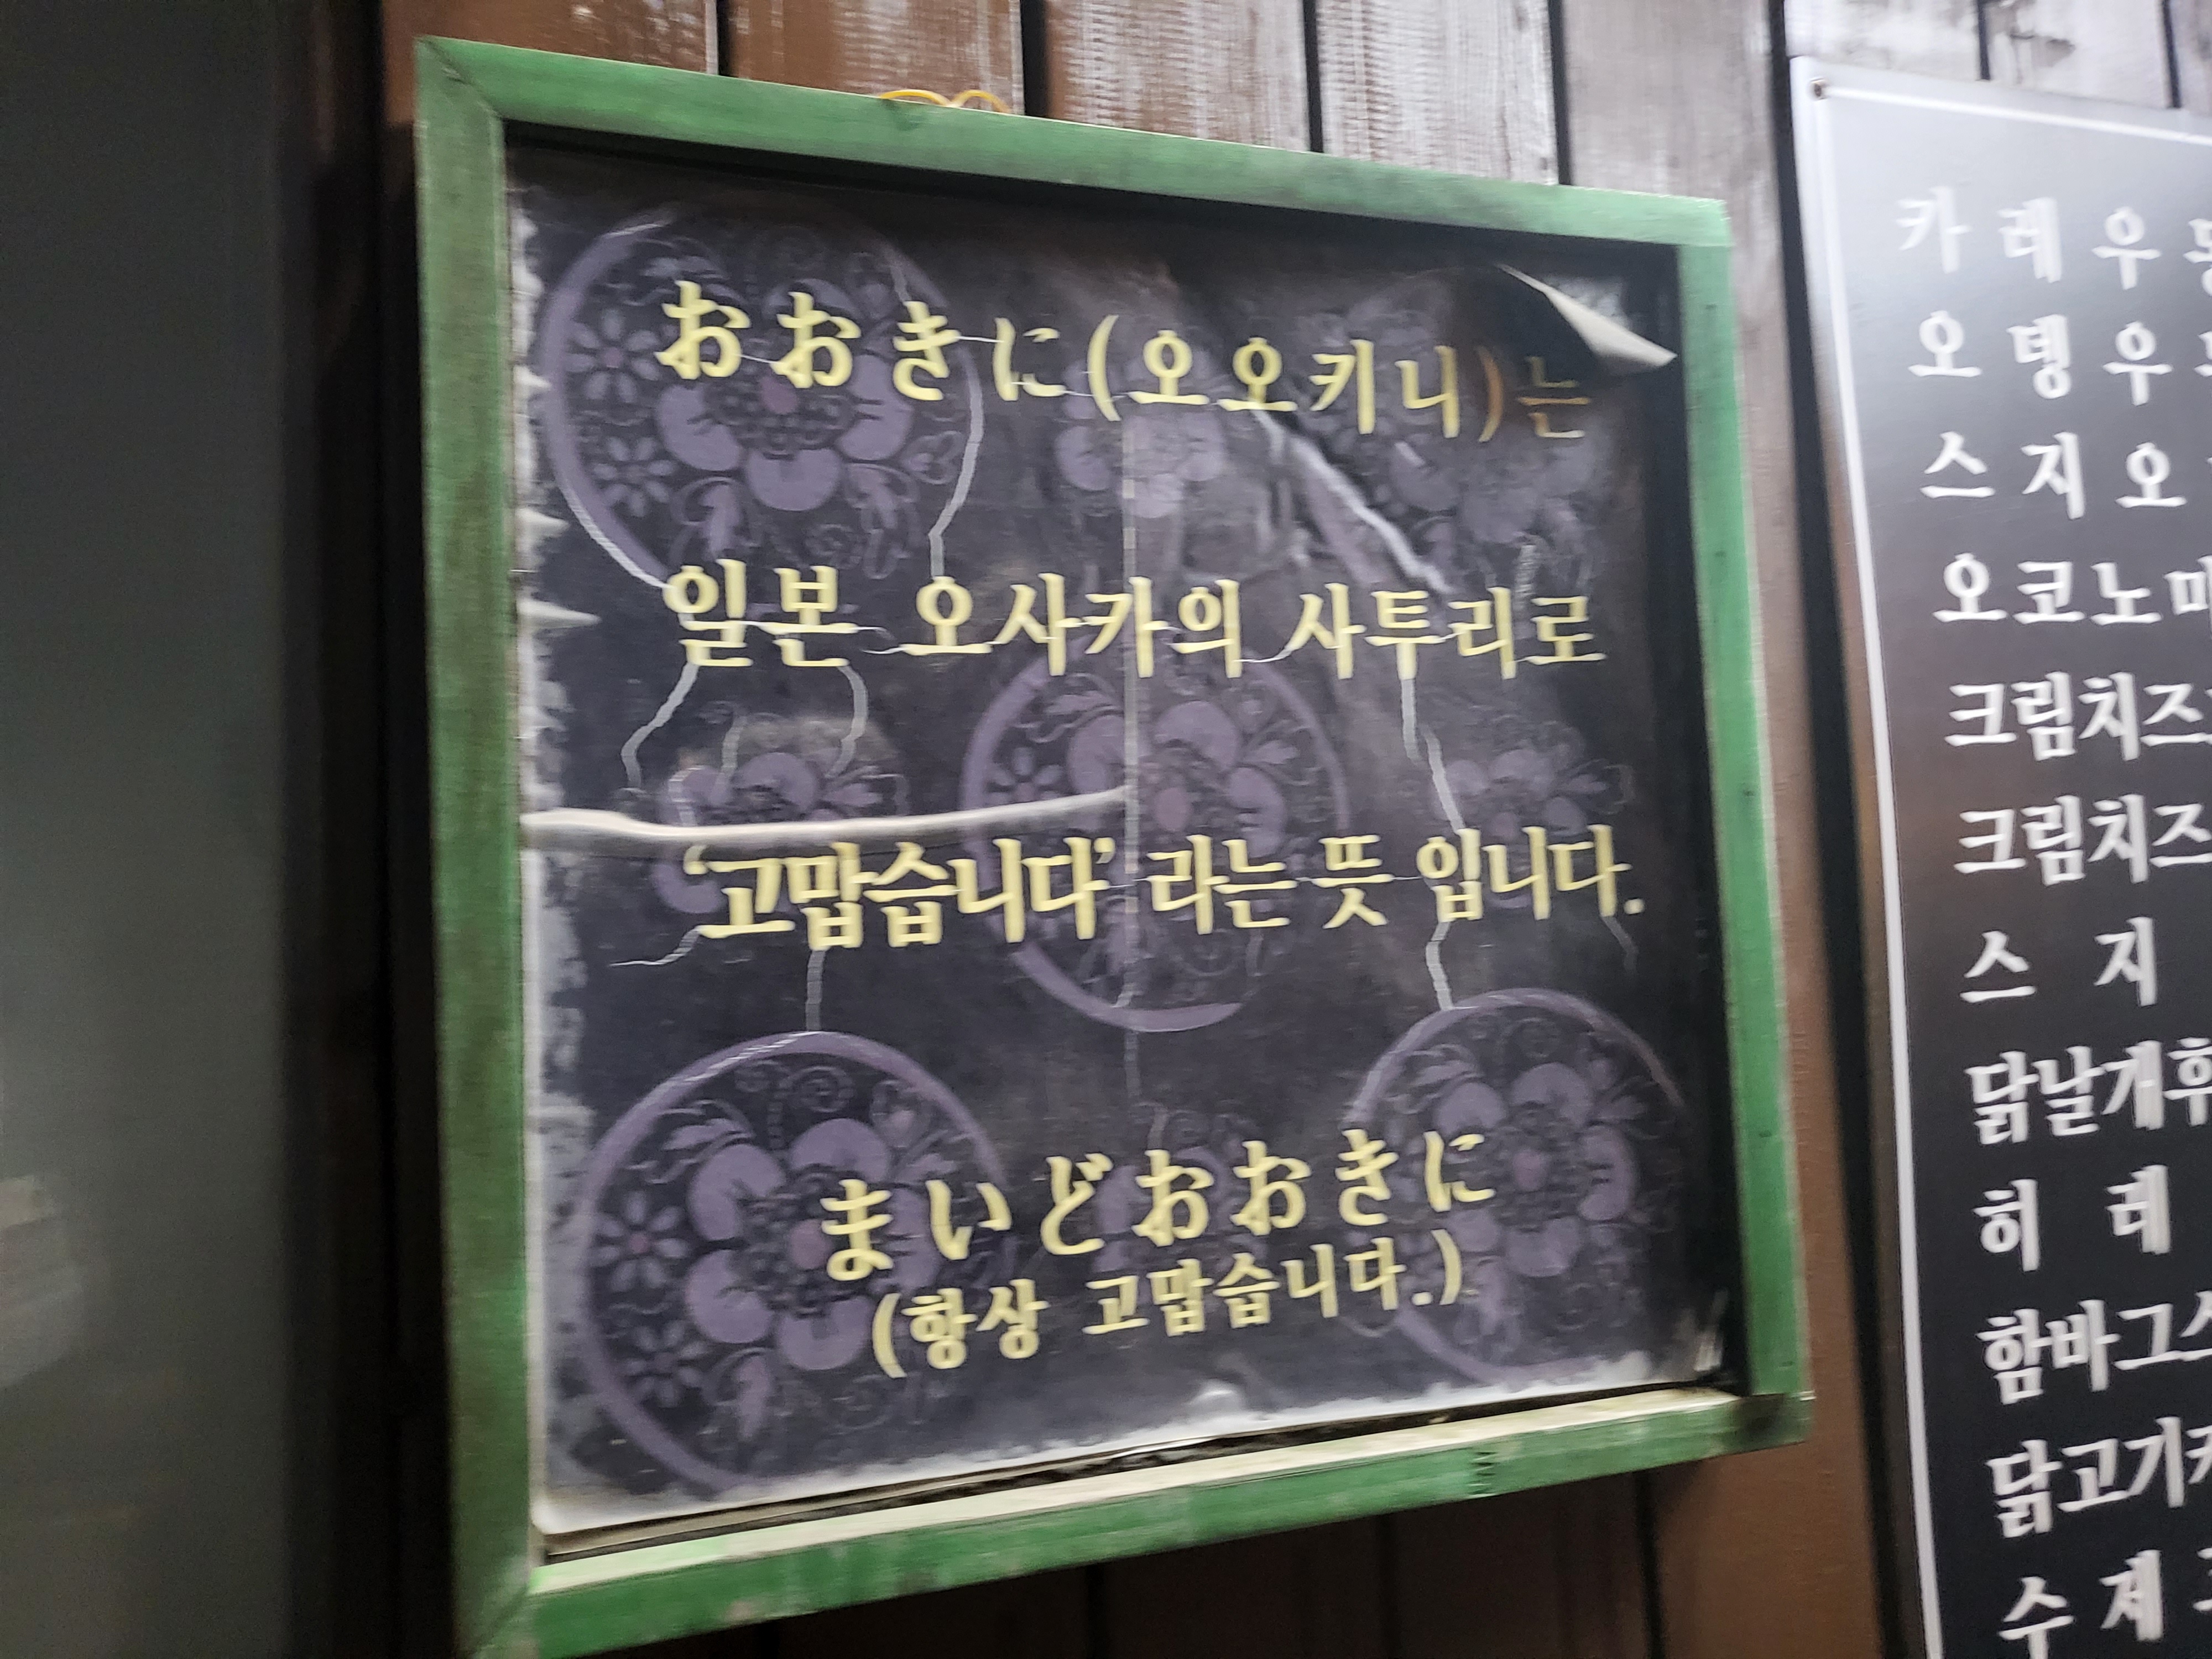 おおきに(오오키니)는
일본 오사카의 사투리로
'고맙습니다' 라는 뜻 입니다.
まいどおおきに
(항상 고맙습니다.)
카레우동
오뎅우
스지오
오코노미
크림치즈
크림치즈
스지
닭날개튀
히레
함바그
닭고기
수제